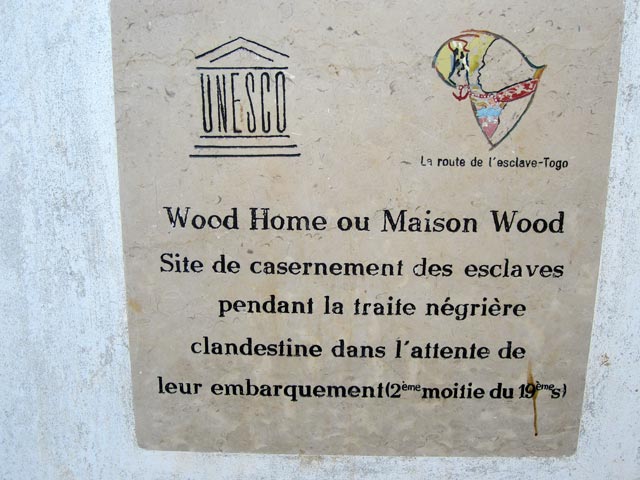 UNESCO
La route de l'esclave-Togo
Wood Home ou Maison Wood
Site de casernement des esclaves
pendant la traite négrière
clandestine dans l'attente de
leur embarquement(2ème moitie du 19ème s)